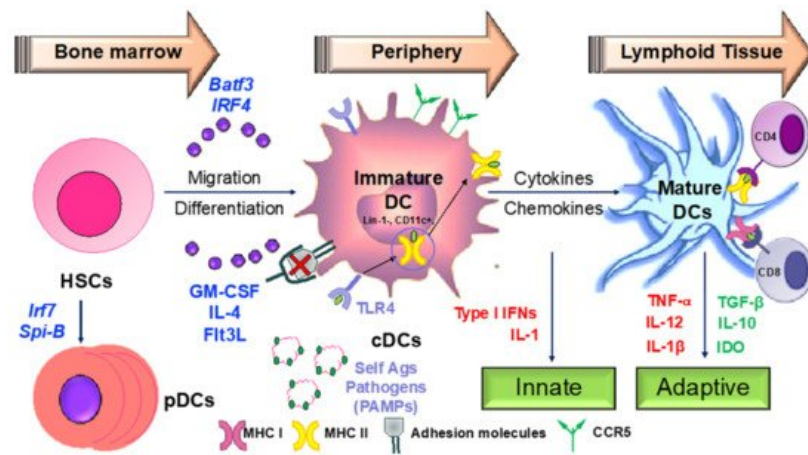 Bone marrow
Periphery
Lymphoid Tissue
Batf3
IRF4
Migration
Differentiation
HSCs
GM-CSF
IL-4
Flt3L
Irf7
Spi-B
pDCs
Immature
DC
Lin-1-, CD11c+,
TLR4
cDCs
Self Ags
Pathogens
(PAMPs)
Cytokines
Chemokines
Type I IFNs
IL-1
Innate
Mature
DCs
CD4
CD8
TNF-α
IL-12
IL-1β
TGF-β
IL-10
IDO
Adaptive
MHC I
MHC II
Adhesion molecules
CCR5